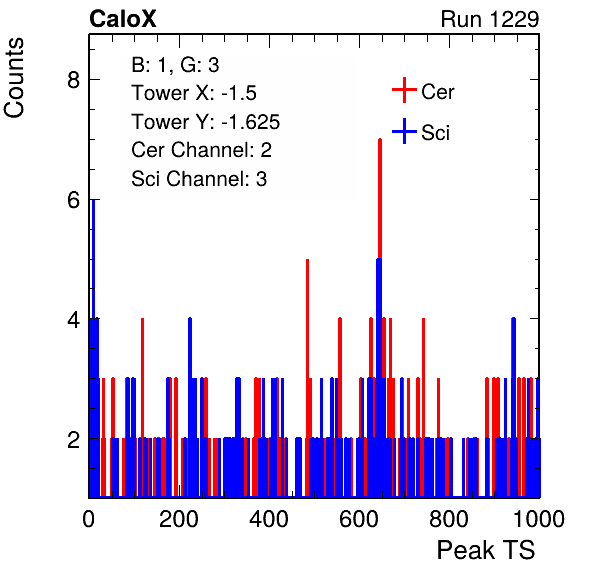 CaloX Run 1229
Counts
B: 1, G: 3
Tower X: -1.5
Tower Y: -1.625
Cer Channel: 2
Sci Channel: 3
Cer
Sci
8
6
4
2
0 200 400 600 800 1000
Peak TS